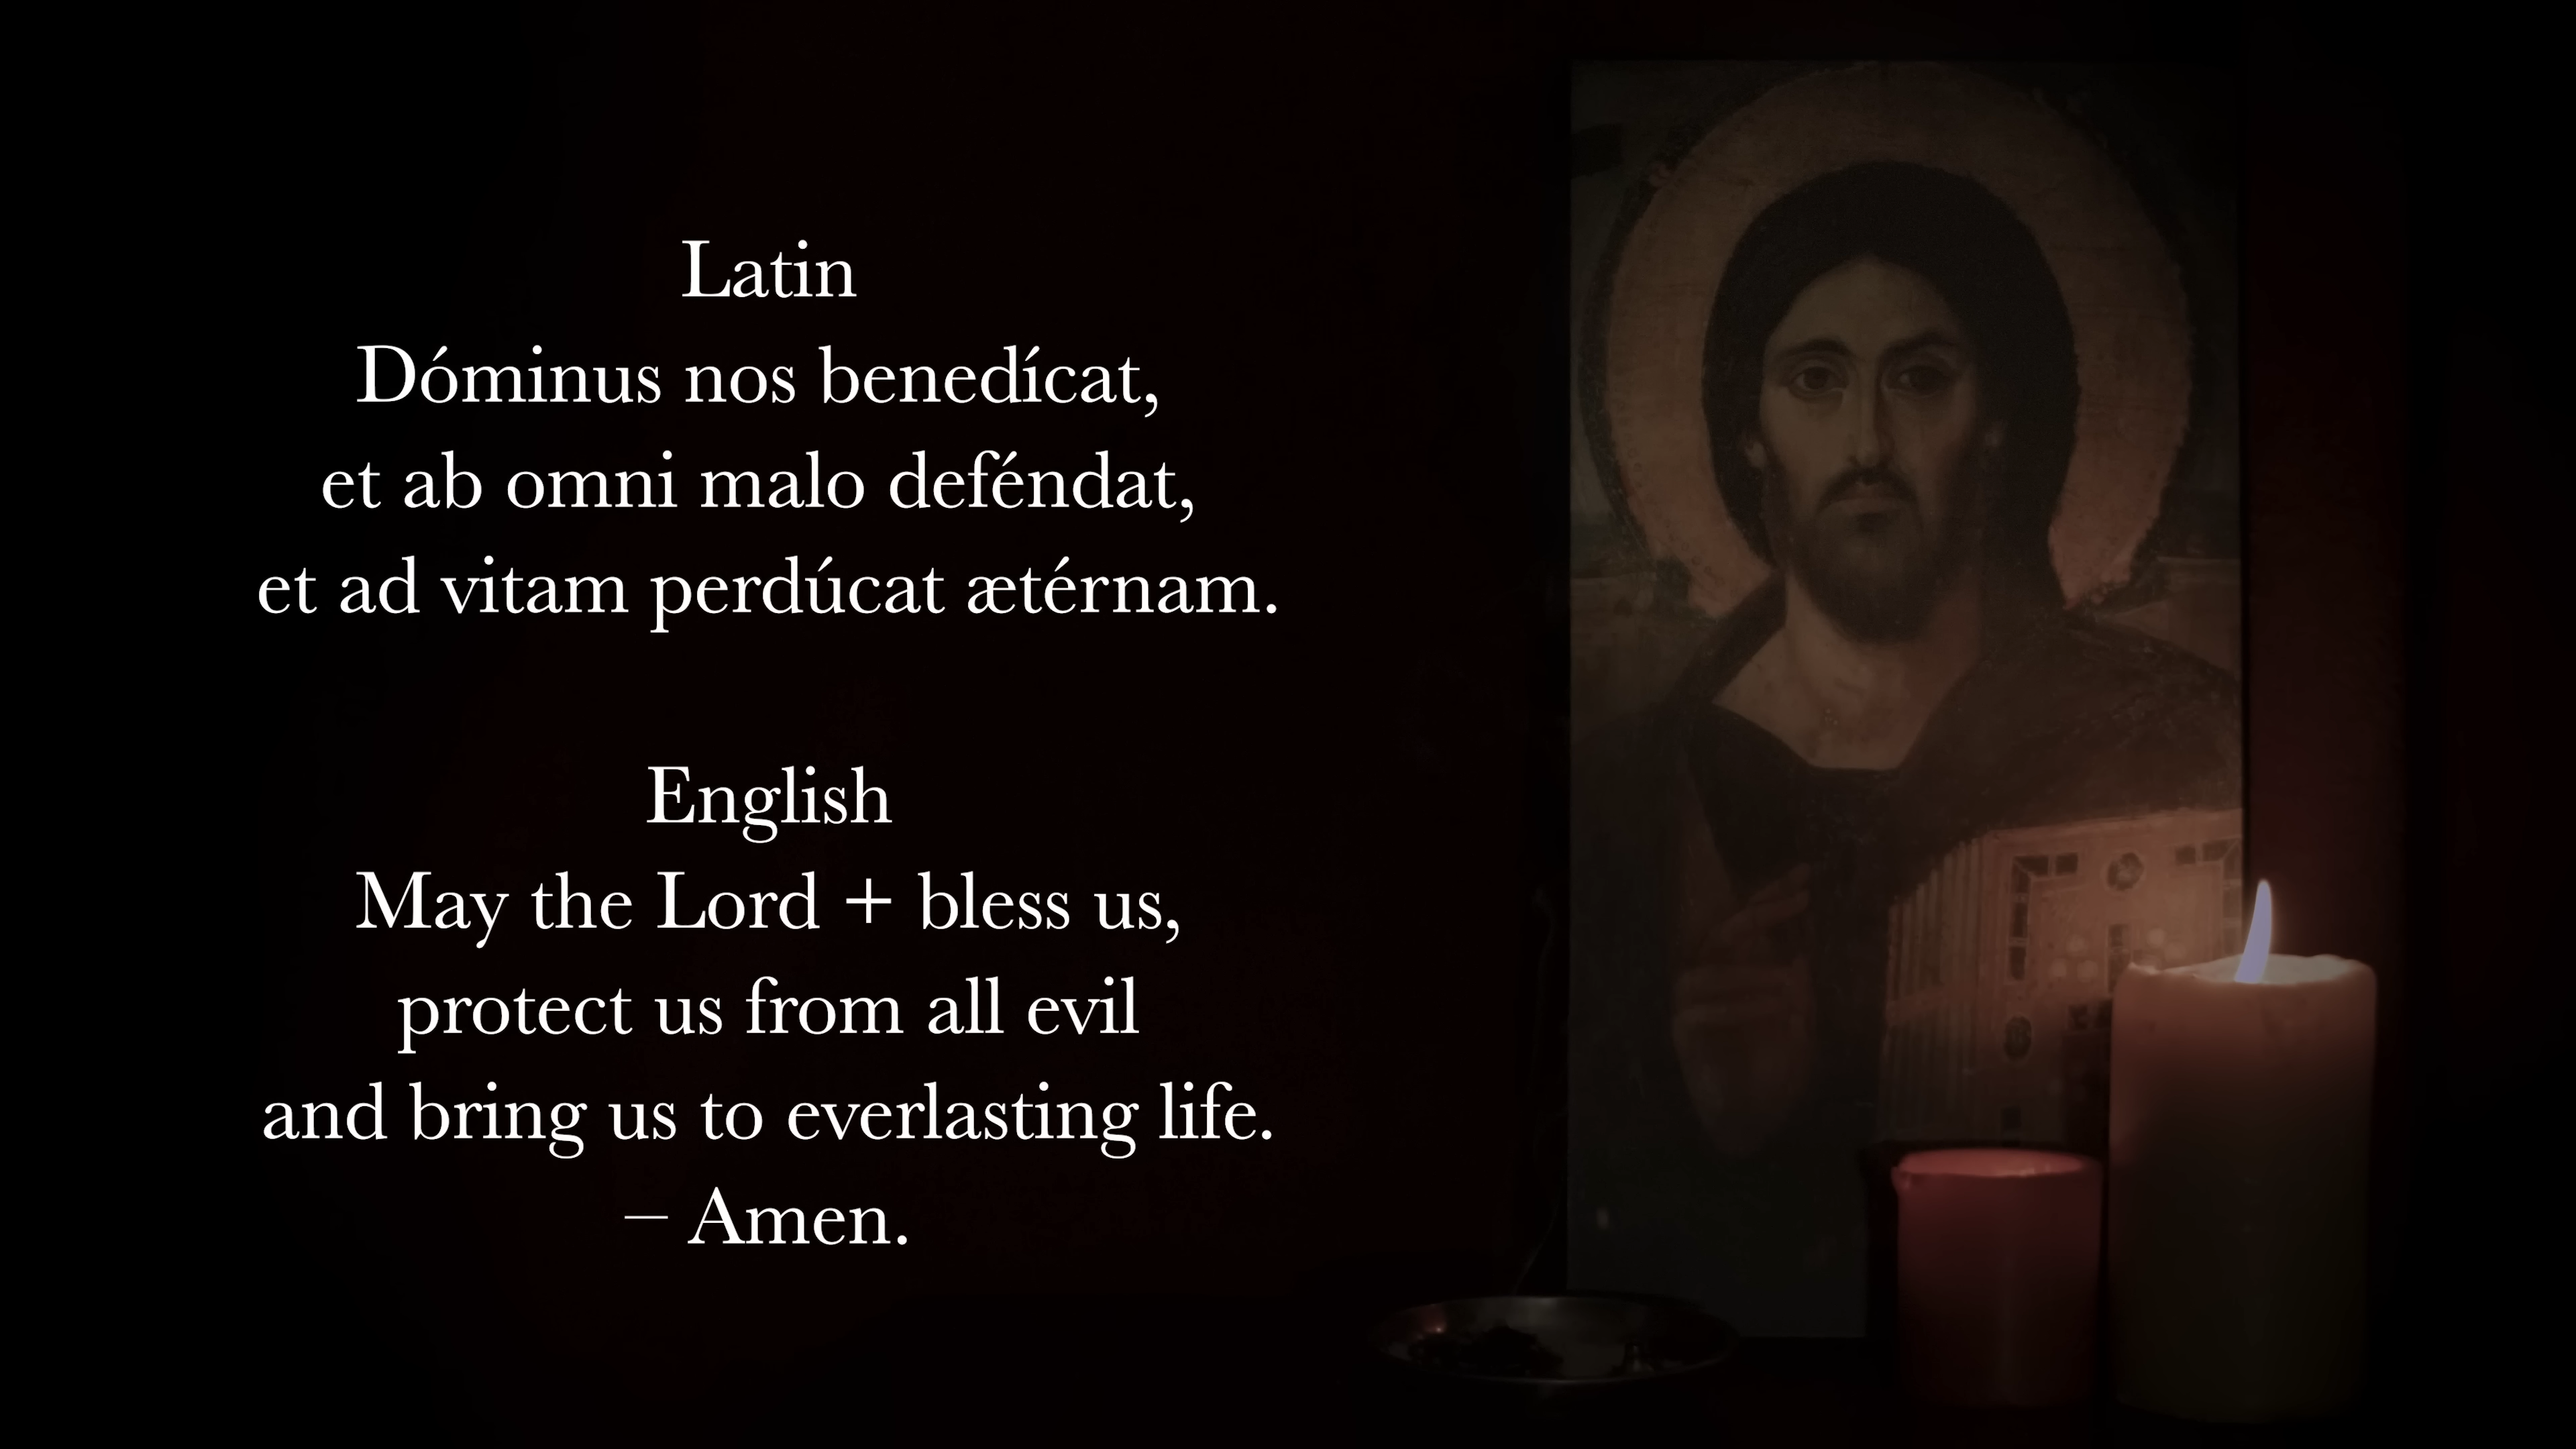 Latin
Dóminus nos benedícat,
et ab omni malo deféndat,
et ad vitam perdúcat ætérnam.
English
May the Lord + bless us,
protect us from all evil
and bring us to everlasting life.
– Amen.